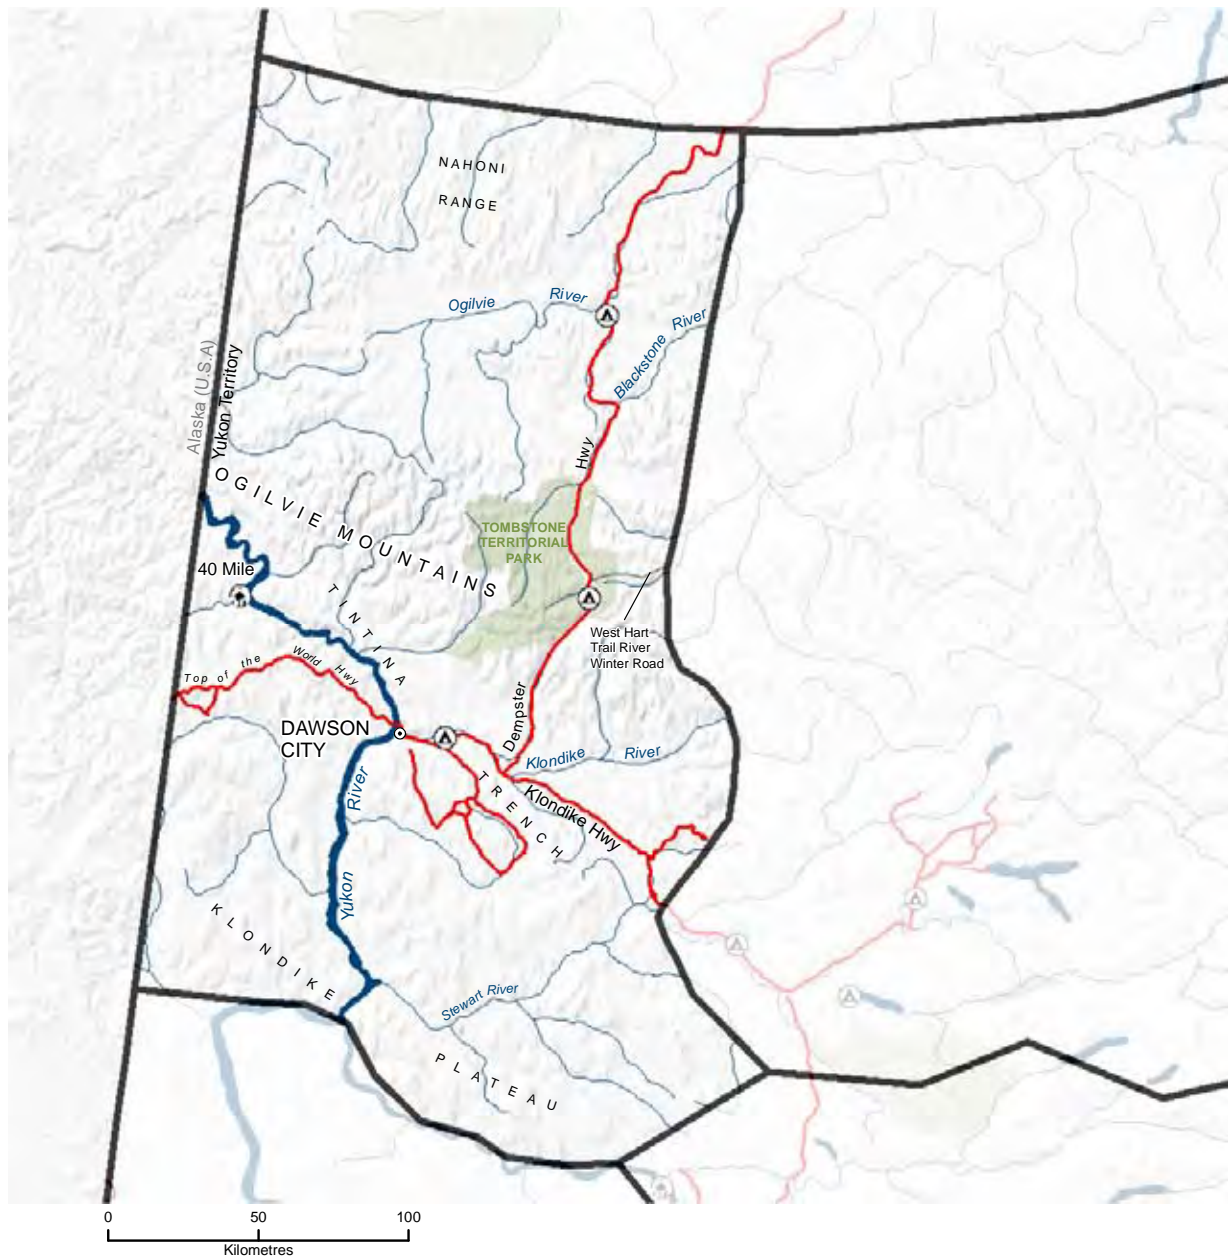 NAHONI
RANGE
Ogilvie River
Blackstone River
Alaska (U.S.A)
Yukon Territory
Hwy
OGILVIE MOUNTAINS
TOMBSTONE
TERRITORIAL
PARK
40 Mile
TINTINA
West Hart
Trail River
Winter Road
Top of the World Hwy
Dempster
DAWSON
CITY
Klondike River
River
TRENCH
Klondike Hwy
Yukon
KLONDIKE
Stewart River
PLATEAU
0 50 100
Kilometres